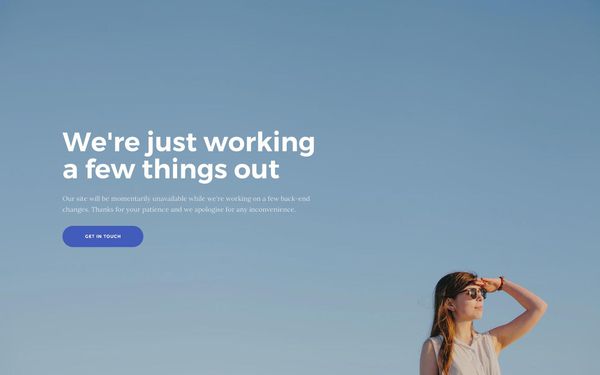 We're just working
a few things out
Our site will be momentarily unavailable while we're working on a few back-end
changes. Thanks for your patience and we apologise for any inconvenience.
GET IN TOUCH